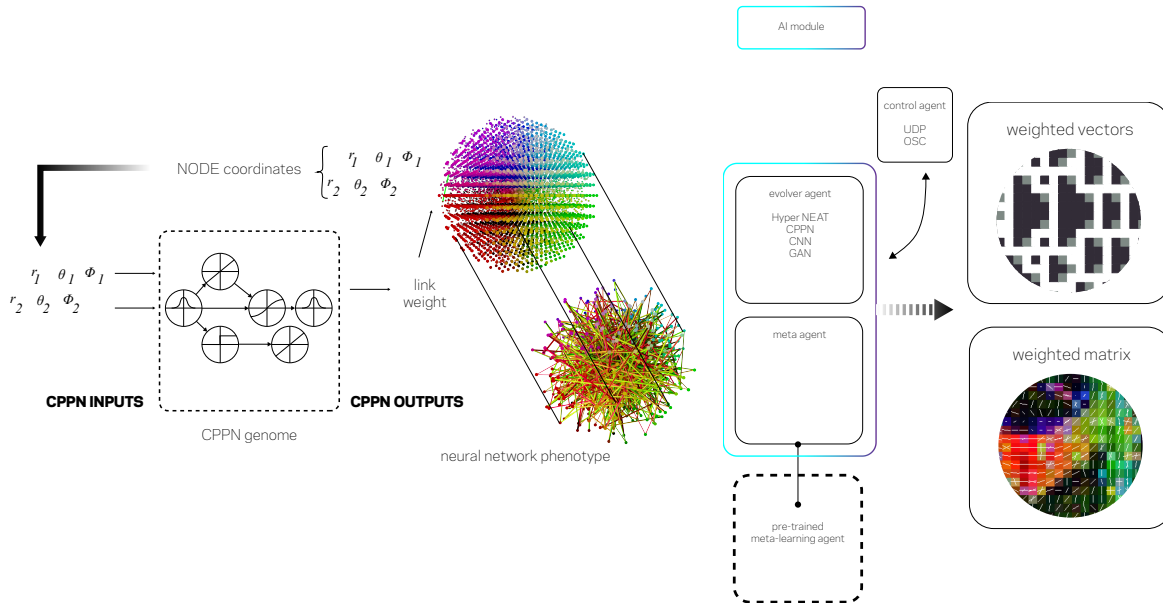 AI module
control agent
UDP
OSC
weighted vectors
NODE coordinates
r1 θ1 Φ1
r2 θ2 Φ2
evolver agent
Hyper NEAT
CPPN
CNN
GAN
r1 θ1 Φ1
r2 θ2 Φ2
link
weight
meta agent
weighted matrix
CPPN INPUTS
CPPN OUTPUTS
CPPN genome
neural network phenotype
pre-trained
meta-learning agent